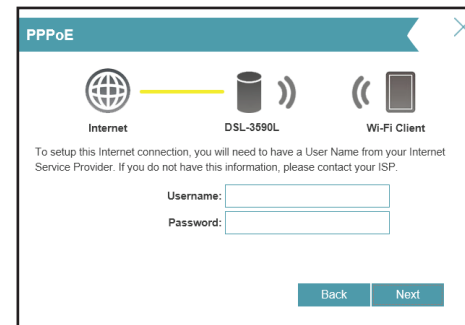 PPPoE
Internet
DSL-3590L
Wi-Fi Client
To setup this Internet connection, you will need to have a User Name from your Internet
Service Provider. If you do not have this information, please contact your ISP.
Username:
Password:
Back
Next